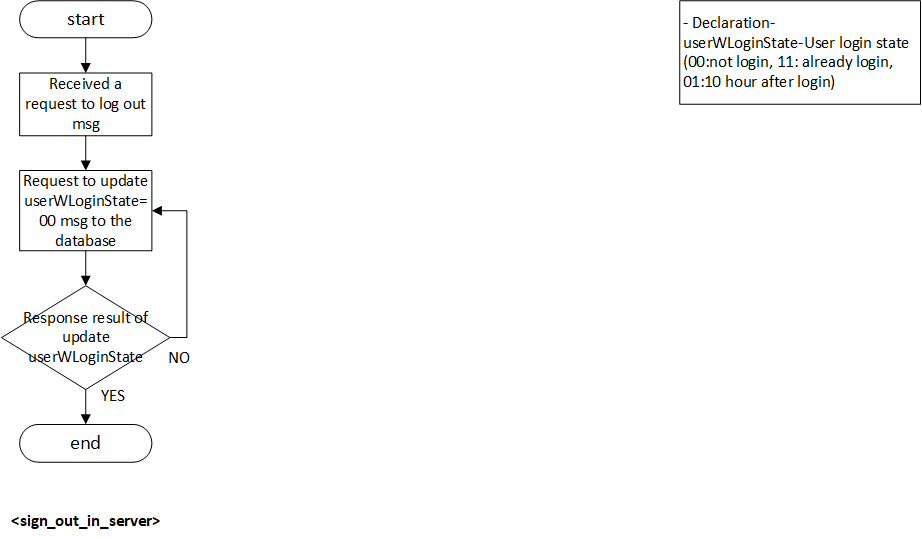 start
Received a
request to log out
msg
Request to update
userWLoginState=
00 msg to the
database
Response result of
update
userWLoginState
NO
YES
end
<sign_out_in_server>
- Declaration-
userWLoginState-User login state
(00:not login, 11: already login,
01:10 hour after login)